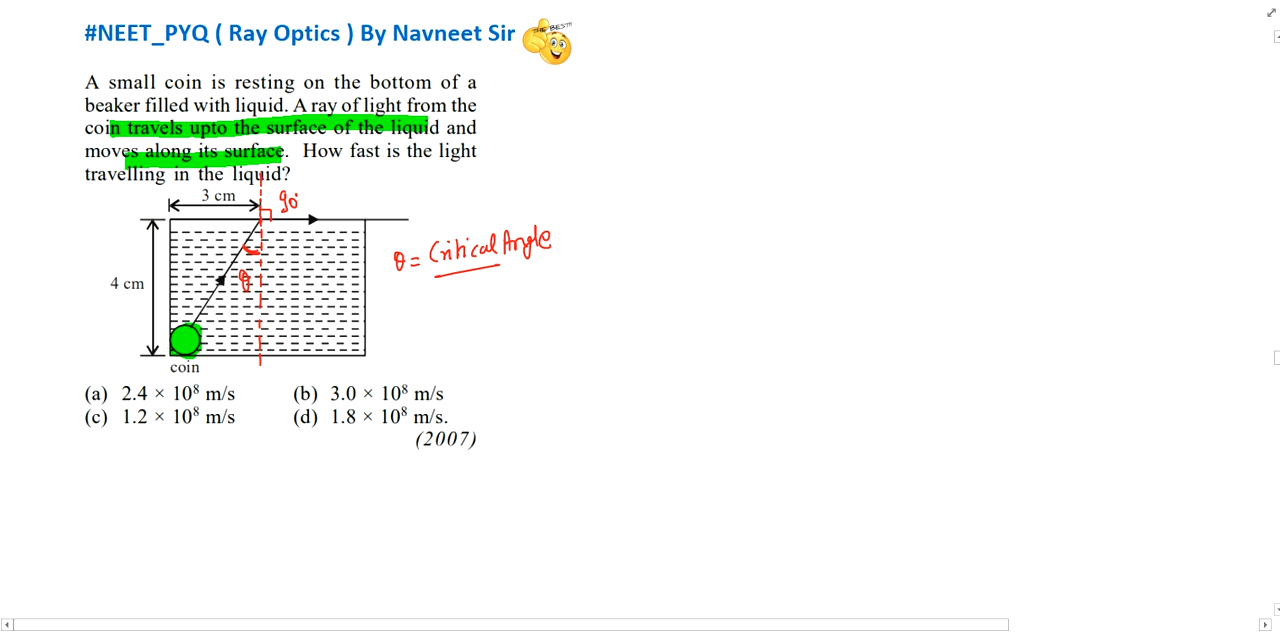 #NEET_PYQ ( Ray Optics ) By Navneet Sir
THE BEST!!!
A small coin is resting on the bottom of a
beaker filled with liquid. A ray of light from the
coin travels upto the surface of the liquid and
moves along its surface. How fast is the light
travelling in the liquid?
3 cm
90°
θ = Critical Angle
θ
4 cm
coin
(a) 2.4 × 10⁸ m/s (b) 3.0 × 10⁸ m/s
(c) 1.2 × 10⁸ m/s (d) 1.8 × 10⁸ m/s.
(2007)